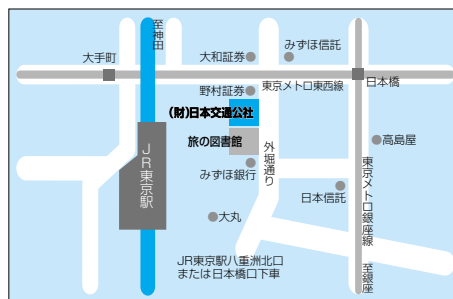 至神田
大手町
大和証券
みずほ信託
野村証券
東京メトロ東西線
日本橋
(財)日本交通公社
旅の図書館
外堀通り
高島屋
JR東京駅
みずほ銀行
日本信託
東京メトロ銀座線
大丸
至銀座
JR東京駅八重洲北口
または日本橋口下車